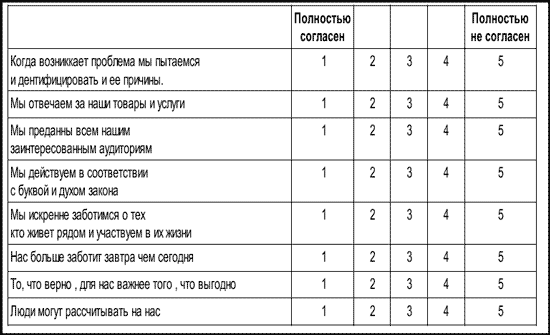 Полностью согласен Полностью не согласен
Когда возниккает проблема мы пытаемся 1 2 3 4 5
и дентифицировать и ее причины.
Мы отвечаем за наши товары и услуги 1 2 3 4 5
Мы преданны всем нашим 1 2 3 4 5
заинтересованным аудиториям
Мы действуем в соответствии 1 2 3 4 5
с буквой и духом закона
Мы искренне заботимся о тех 1 2 3 4 5
кто живет рядом и участвуем в их жизни
Нас больше заботит завтра чем сегодня 1 2 3 4 5
То, что верно , для нас важнее того , что выгодно 1 2 3 4 5
Люди могут рассчитывать на нас 1 2 3 4 5